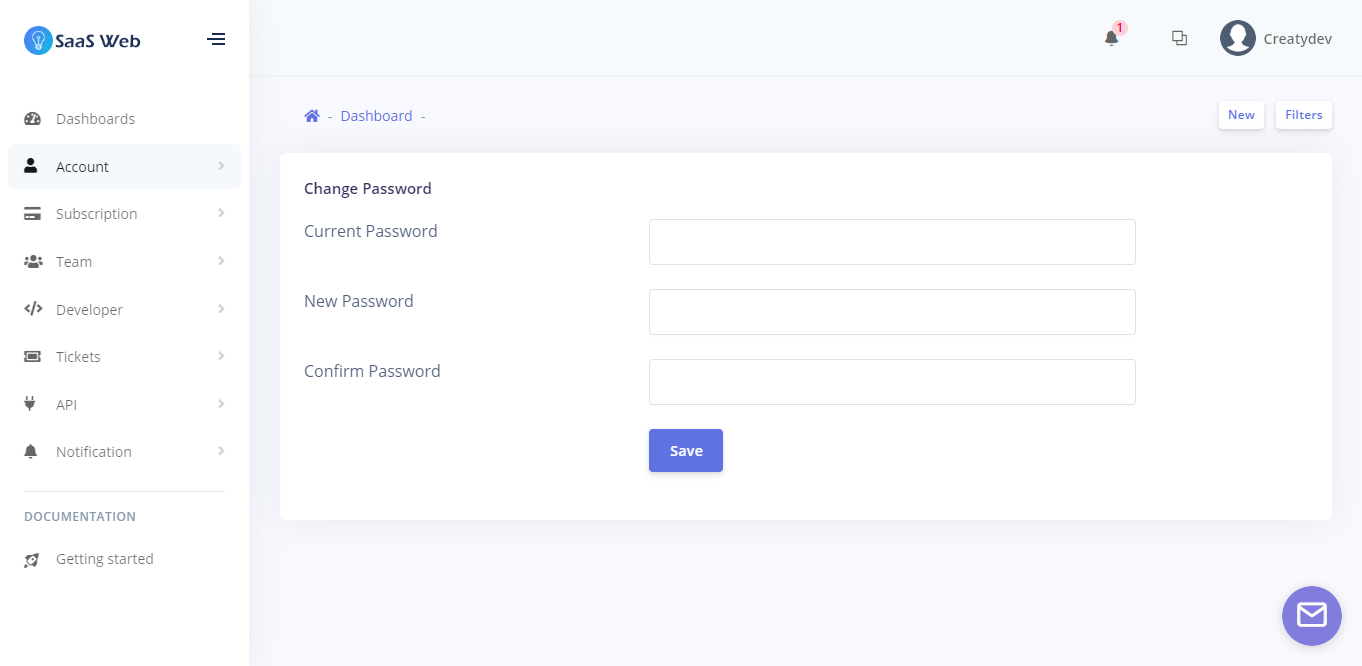 SaaS Web
1
Creatydev
Dashboards
Account
Subscription
Team
Developer
Tickets
API
Notification
DOCUMENTATION
Getting started
- Dashboard -
New
Filters
Change Password
Current Password
New Password
Confirm Password
Save